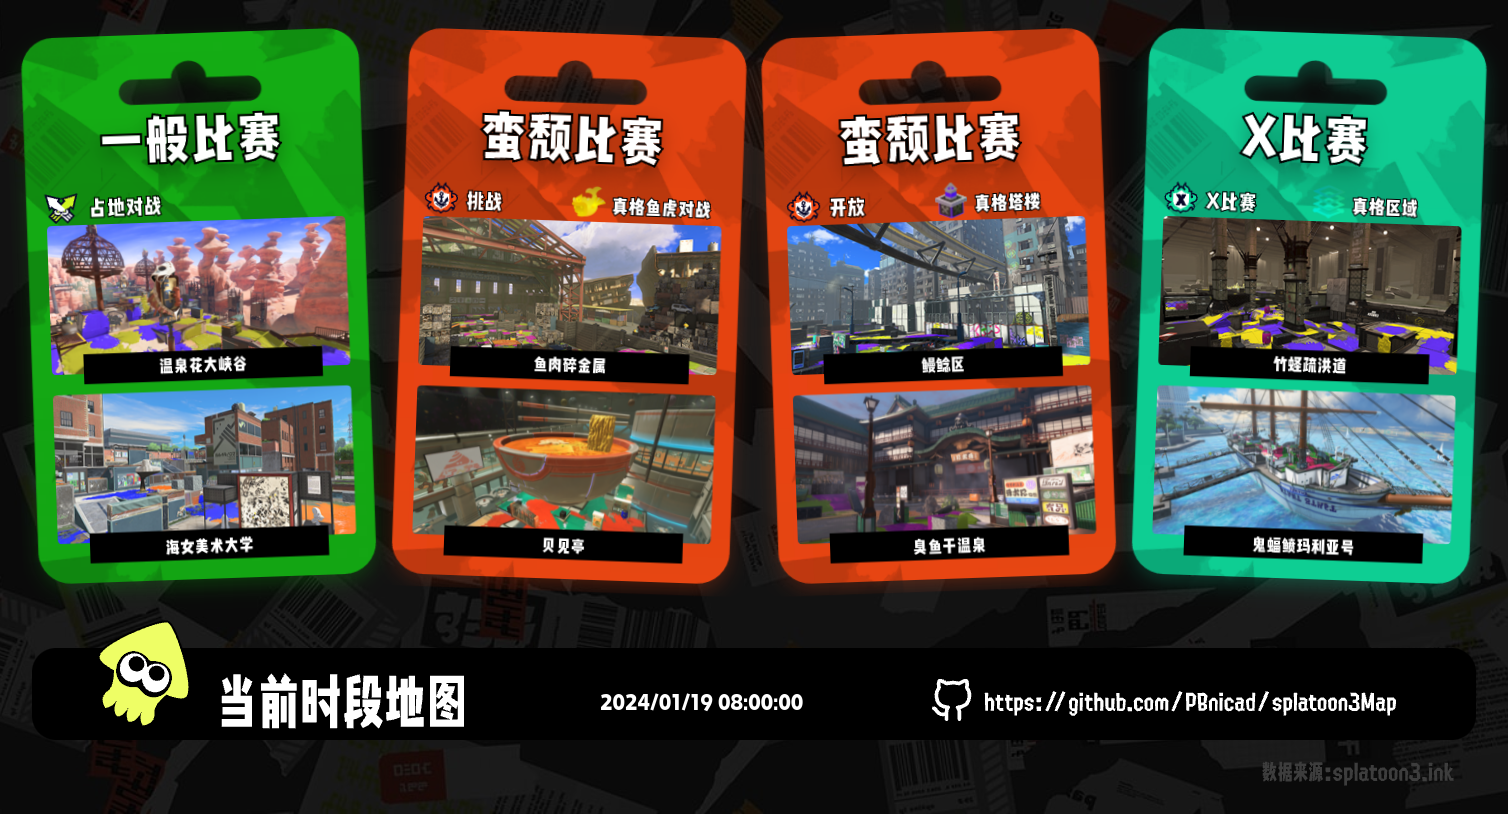 一般比赛
占地对战
温泉花大峡谷
海女美术大学
蛮颓比赛
挑战
真格鱼虎对战
鱼肉碎金属
贝见亭
蛮颓比赛
开放
真格塔楼
鳗鲶区
臭鱼干温泉
X比赛
X比赛
真格区域
竹蛏疏洪道
鬼蝠鲼玛利亚号
当前时段地图
2024/01/19 08:00:00
https://github.com/PBnicad/splatoon3Map
数据来源:splatoon3.ink